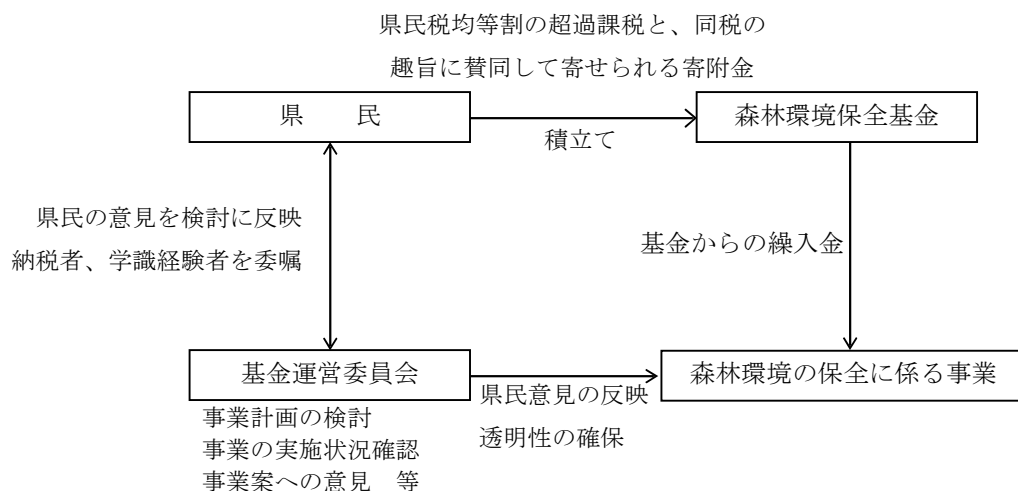 県民税均等割の超過課税と、同税の
趣旨に賛同して寄せられる寄附金
県　　民
積立て
森林環境保全基金
県民の意見を検討に反映
納税者、学識経験者を委嘱
基金からの繰入金
基金運営委員会
県民意見の反映
透明性の確保
森林環境の保全に係る事業
事業計画の検討
事業の実施状況確認
事業案への意見　等